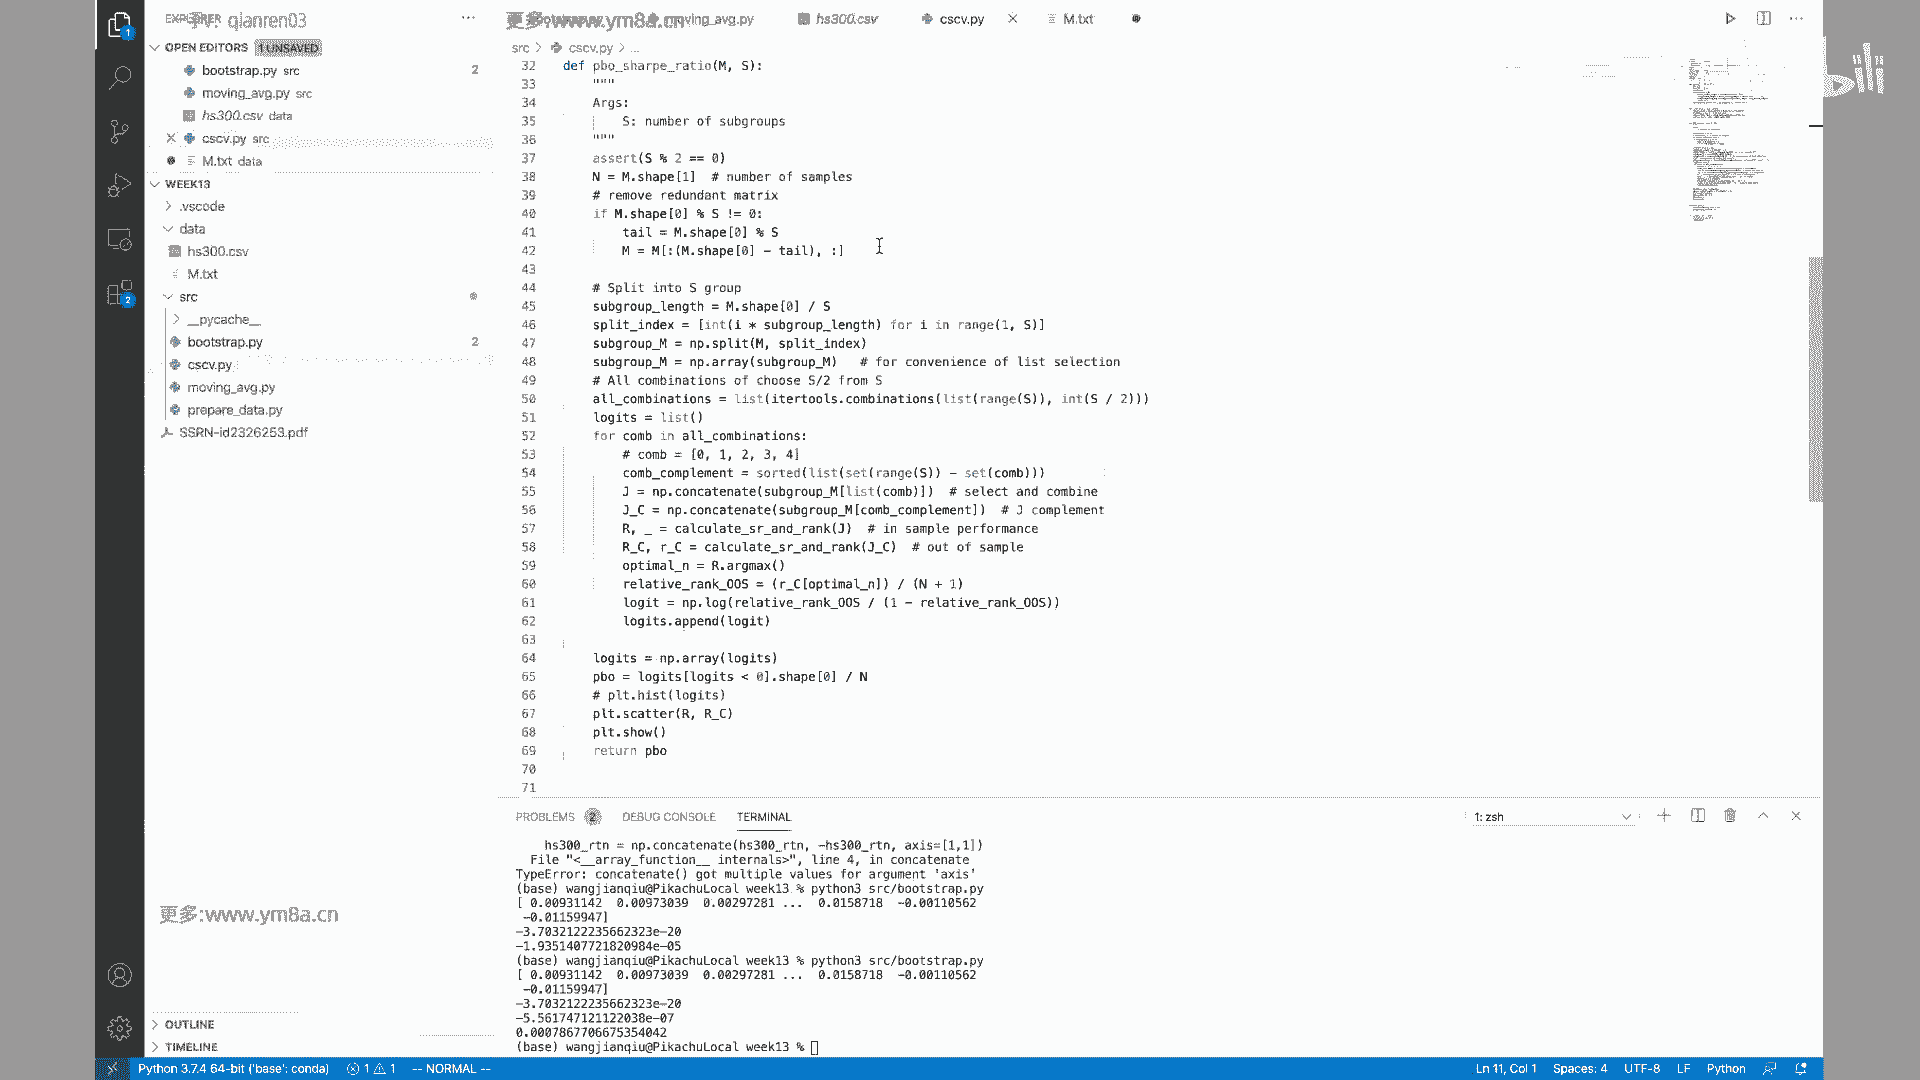 EXPLORER
qianren03
更多:www.ym8a.cn
moving_avg.py
hs300.csv
cscv.py
M.txt
OPEN EDITORS
1 UNSAVED
bootstrap.py src
2
moving_avg.py src
hs300.csv data
cscv.py src
M.txt data
WEEK13
.vscode
data
hs300.csv
M.txt
src
__pycache__
bootstrap.py
2
cscv.py
moving_avg.py
prepare_data.py
SSRN-id2326253.pdf
OUTLINE
TIMELINE
更多:www.ym8a.cn
bili
src > cscv.py > ...
32 def pbo_sharpe_ratio(M, S):
33 """
34 Args:
35 S: number of subgroups
36 """
37 assert(S % 2 == 0)
38 N = M.shape[1]  # number of samples
39 # remove redundant matrix
40 if M.shape[0] % S != 0:
41 tail = M.shape[0] % S
42 M = M[:(M.shape[0] - tail), :]
43
44 # Split into S group
45 subgroup_length = M.shape[0] / S
46 split_index = [int(i * subgroup_length) for i in range(1, S)]
47 subgroup_M = np.split(M, split_index)
48 subgroup_M = np.array(subgroup_M)   # for convenience of list selection
49 # All combinations of choose S/2 from S
50 all_combinations = list(itertools.combinations(list(range(S)), int(S / 2)))
51 logits = list()
52 for comb in all_combinations:
53 # comb = [0, 1, 2, 3, 4]
54 comb_complement = sorted(list(set(range(S)) - set(comb)))
55 J = np.concatenate(subgroup_M[list(comb)])  # select and combine
56 J_C = np.concatenate(subgroup_M[comb_complement])  # J complement
57 R, _ = calculate_sr_and_rank(J)  # in sample performance
58 R_C, r_C = calculate_sr_and_rank(J_C)  # out of sample
59 optimal_n = R.argmax()
60 relative_rank_OOS = (r_C[optimal_n]) / (N + 1)
61 logit = np.log(relative_rank_OOS / (1 - relative_rank_OOS))
62 logits.append(logit)
63
64 logits = np.array(logits)
65 pbo = logits[logits < 0].shape[0] / N
66 # plt.hist(logits)
67 plt.scatter(R, R_C)
68 plt.show()
69 return pbo
70
71
PROBLEMS 2 DEBUG CONSOLE TERMINAL
1: zsh
hs300_rtn = np.concatenate(hs300_rtn, -hs300_rtn, axis=[1,1])
File "<__array_function__ internals>", line 4, in concatenate
TypeError: concatenate() got multiple values for argument 'axis'
(base) wangjianqiu@PikachuLocal week13 % python3 src/bootstrap.py
[ 0.00931142  0.00973039  0.00297281 ...  0.0158718  -0.00110562
-0.01159947]
-3.7032122235662323e-20
-1.9351407721820984e-05
(base) wangjianqiu@PikachuLocal week13 % python3 src/bootstrap.py
[ 0.00931142  0.00973039  0.00297281 ...  0.0158718  -0.00110562
-0.01159947]
-3.7032122235662323e-20
-5.561747121122038e-07
0.0007867706675354042
(base) wangjianqiu@PikachuLocal week13 %
Python 3.7.4 64-bit ('base': conda)
1
1
-- NORMAL --
Ln 11, Col 1
Spaces: 4
UTF-8
LF
Python
1
2